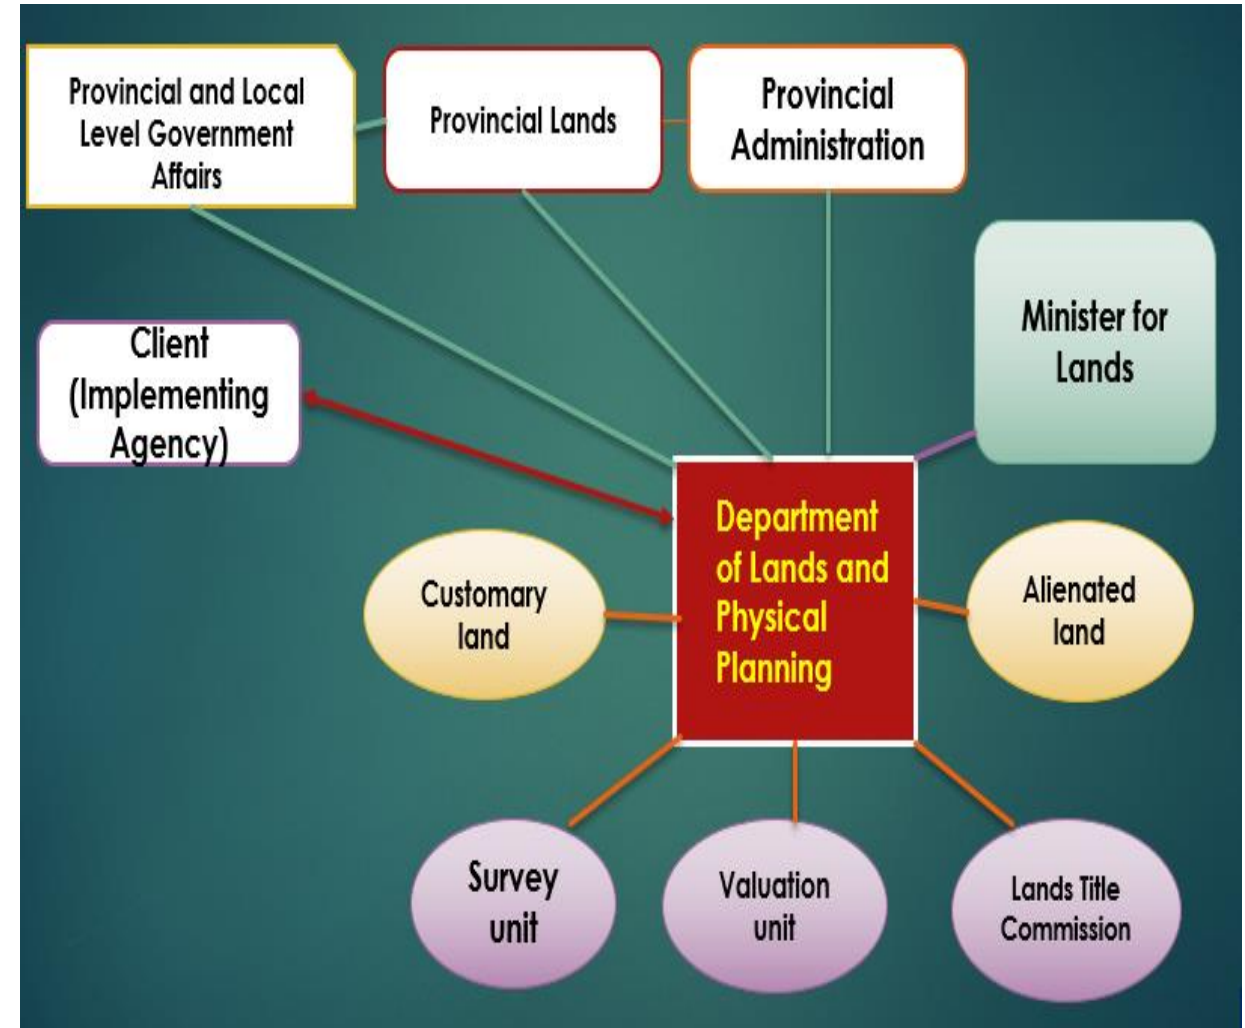 Provincial and Local
Level Government
Affairs
Provincial Lands
Provincial
Administration
Minister for
Lands
Client
(Implementing
Agency)
Department
of Lands and
Physical
Planning
Customary
land
Alienated
land
Survey
unit
Valuation
unit
Lands Title
Commission